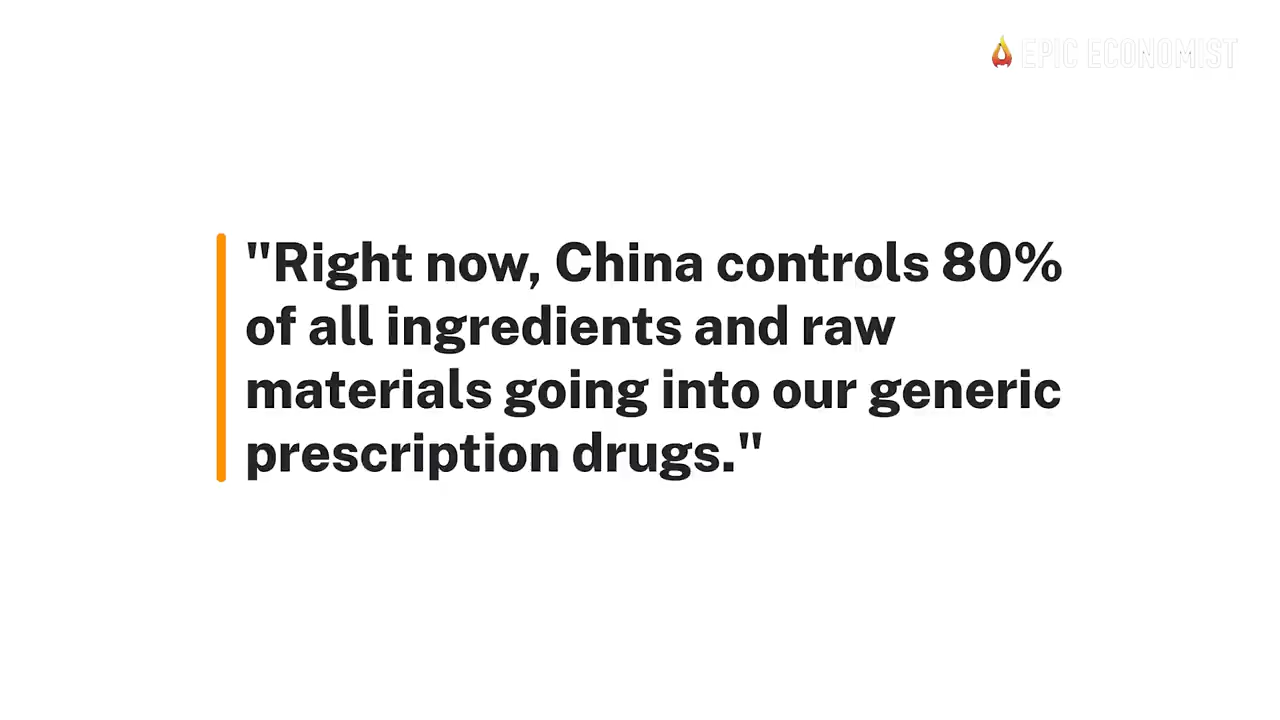 EPIC ECONOMIST
"Right now, China controls 80%
of all ingredients and raw
materials going into our generic
prescription drugs."